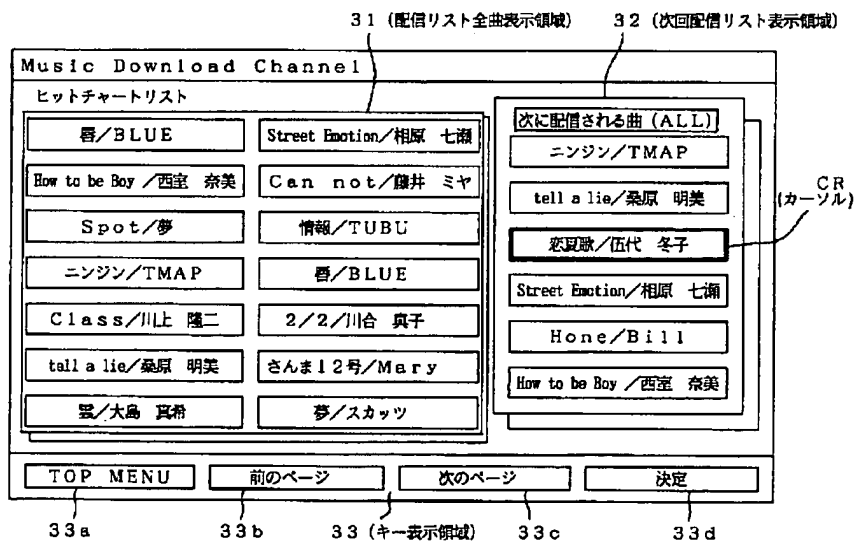 31 (配信リスト全曲表示領域) 32 (次回配信リスト表示領域)
Music Download Channel
ヒットチャートリスト
唇/BLUE
Street Emotion/相原 七瀬
How to be Boy /西室 奈美
Can not/藤井 ミヤ
Spot/夢
情報/TUBU
ニンジン/TMAP
唇/BLUE
Class/川上 隆二
2/2/川合 真子
tell a lie/桑原 明美
さんま12号/Mary
雲/大島 真希
夢/スカッツ
次に配信される曲 (ALL)
ニンジン/TMAP
tell a lie/桑原 明美
恋夏歌/伍代 冬子
Street Emotion/相原 七瀬
Hone/Bill
How to be Boy /西室 奈美
CR
(カーソル)
TOP MENU 前のページ 次のページ 決定
33a 33b 33 (キー表示領域) 33c 33d